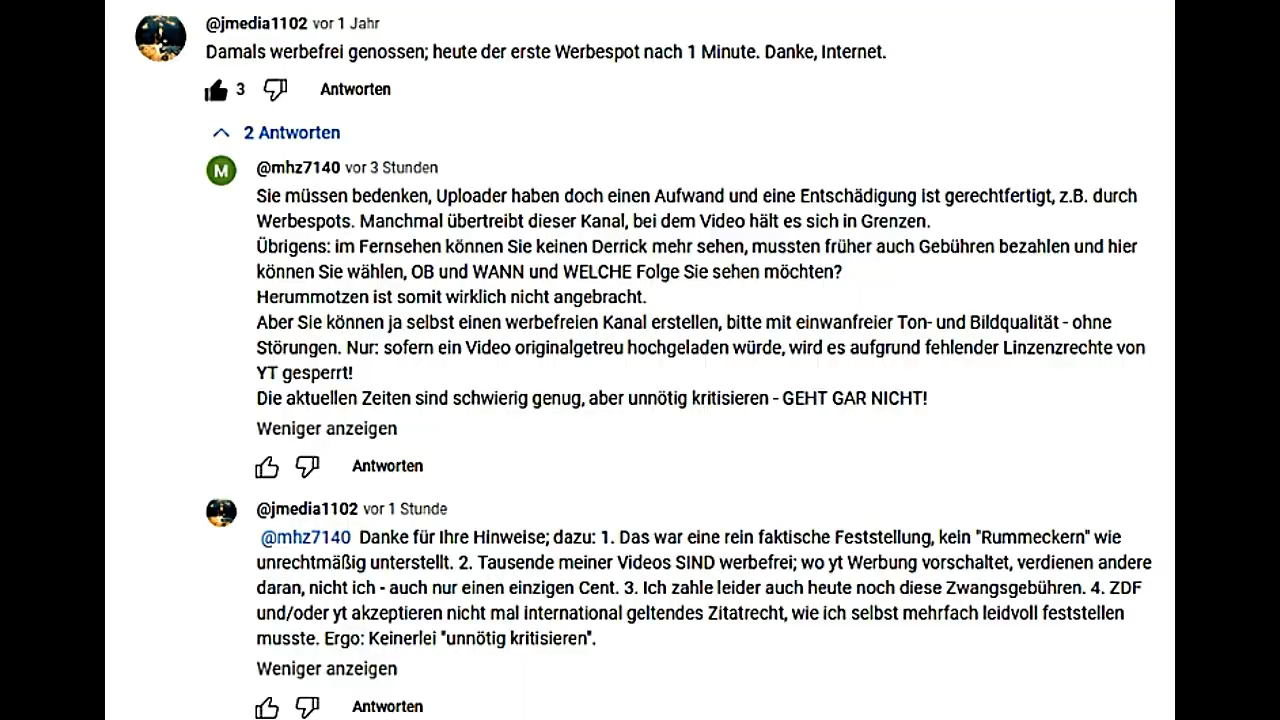 @jmedia1102 vor 1 Jahr
Damals werbefrei genossen; heute der erste Werbespot nach 1 Minute. Danke, Internet.
3 Antworten
2 Antworten
M
@mhz7140 vor 3 Stunden
Sie müssen bedenken, Uploader haben doch einen Aufwand und eine Entschädigung ist gerechtfertigt, z.B. durch
Werbespots. Manchmal übertreibt dieser Kanal, bei dem Video hält es sich in Grenzen.
Übrigens: im Fernsehen können Sie keinen Derrick mehr sehen, mussten früher auch Gebühren bezahlen und hier
können Sie wählen, OB und WANN und WELCHE Folge Sie sehen möchten?
Herummotzen ist somit wirklich nicht angebracht.
Aber Sie können ja selbst einen werbefreien Kanal erstellen, bitte mit einwanfreier Ton- und Bildqualität - ohne
Störungen. Nur: sofern ein Video originalgetreu hochgeladen würde, wird es aufgrund fehlender Linzenzrechte von
YT gesperrt!
Die aktuellen Zeiten sind schwierig genug, aber unnötig kritisieren - GEHT GAR NICHT!
Weniger anzeigen
Antworten
@jmedia1102 vor 1 Stunde
@mhz7140 Danke für Ihre Hinweise; dazu: 1. Das war eine rein faktische Feststellung, kein "Rummeckern" wie
unrechtmäßig unterstellt. 2. Tausende meiner Videos SIND werbefrei; wo yt Werbung vorschaltet, verdienen andere
daran, nicht ich - auch nur einen einzigen Cent. 3. Ich zahle leider auch heute noch diese Zwangsgebühren. 4. ZDF
und/oder yt akzeptieren nicht mal international geltendes Zitatrecht, wie ich selbst mehrfach leidvoll feststellen
musste. Ergo: Keinerlei "unnötig kritisieren".
Weniger anzeigen
Antworten